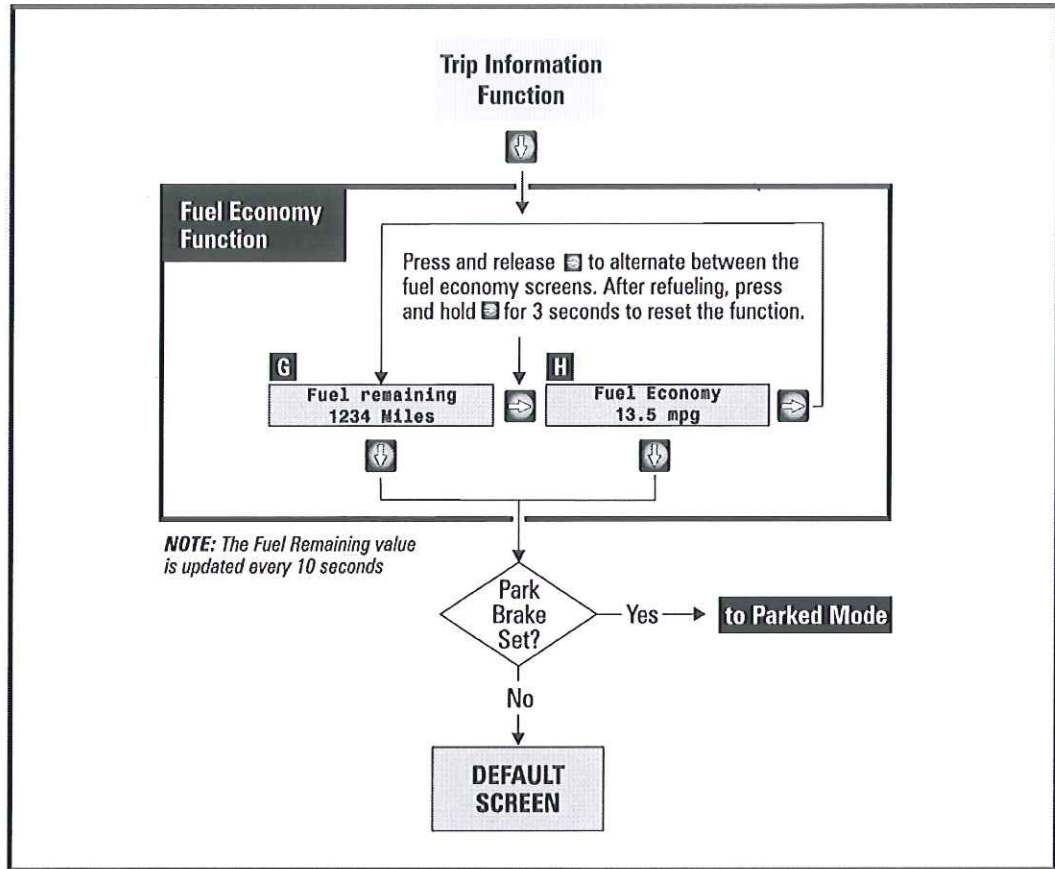 Trip Information
Function
Fuel Economy
Function
Press and release to alternate between the
fuel economy screens. After refueling, press
and hold for 3 seconds to reset the function.
G
Fuel remaining
1234 Miles
H
Fuel Economy
13.5 mpg
NOTE: The Fuel Remaining value
is updated every 10 seconds
Park
Brake
Set?
Yes
to Parked Mode
No
DEFAULT
SCREEN